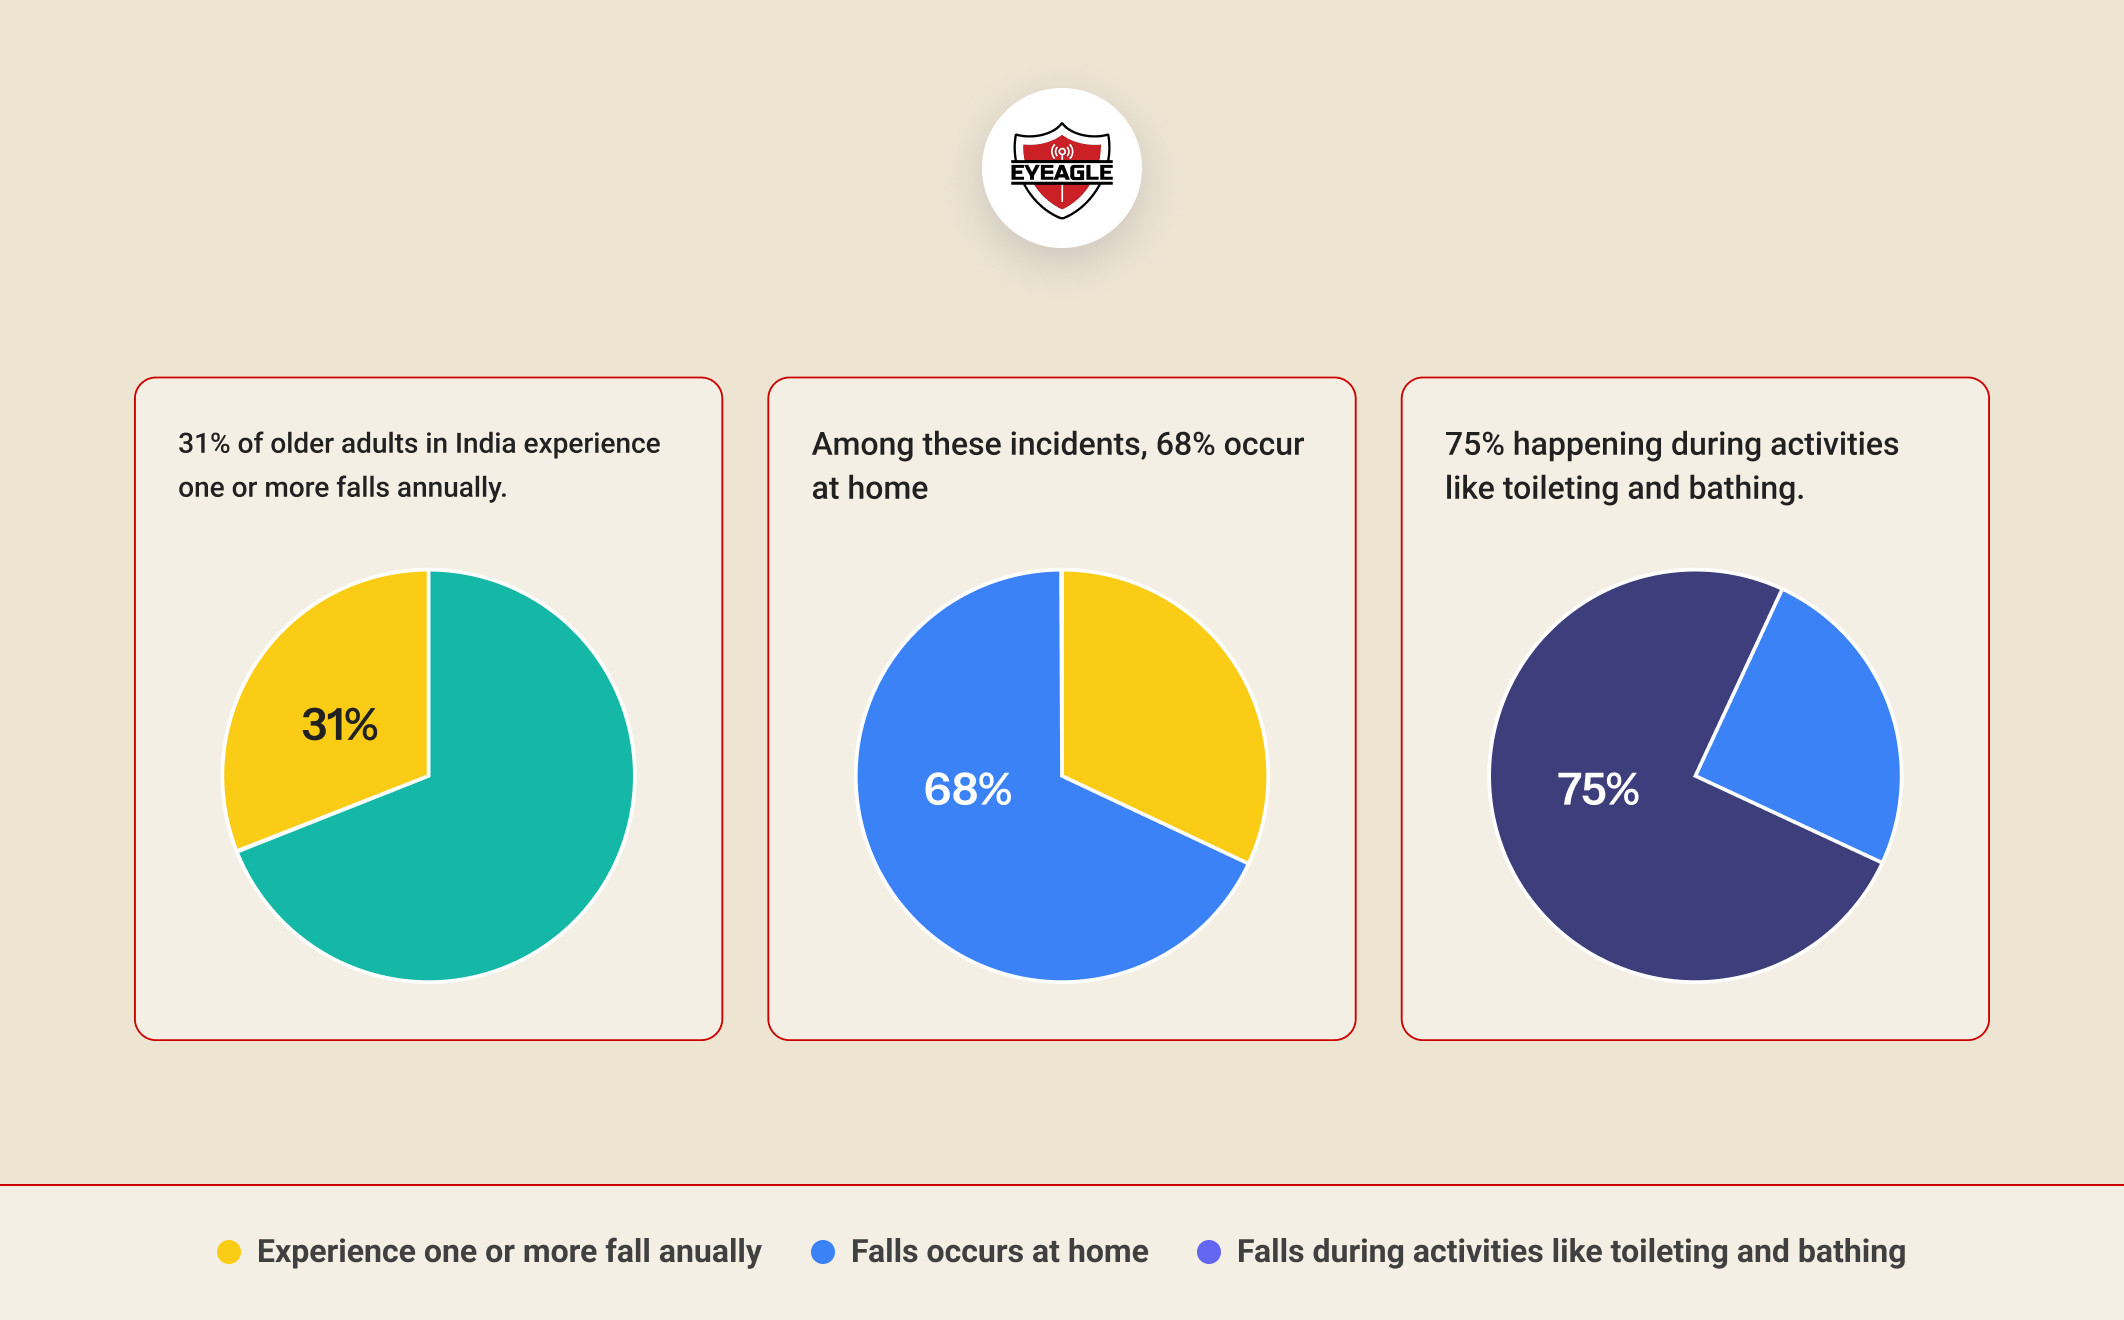 EYEAGLE
31% of older adults in India experience
one or more falls annually.
31%
Among these incidents, 68% occur
at home
68%
75% happening during activities
like toileting and bathing.
75%
Experience one or more fall anually
Falls occurs at home
Falls during activities like toileting and bathing